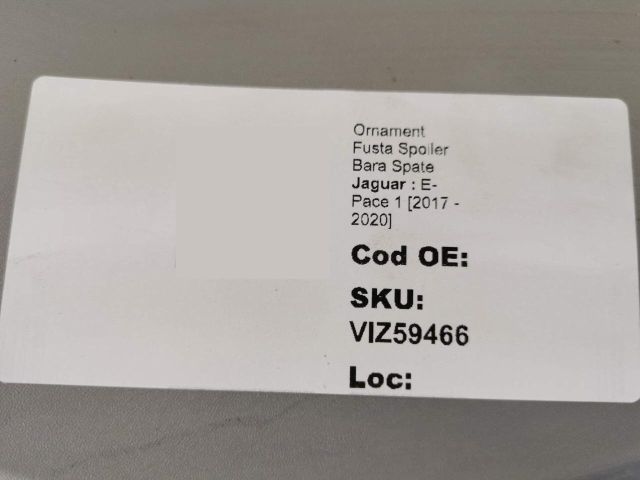 Ornament
Fusta Spoiler
Bara Spate
Jaguar : E-
Pace 1 [2017 -
2020]
Cod OE:
SKU:
VIZ59466
Loc: